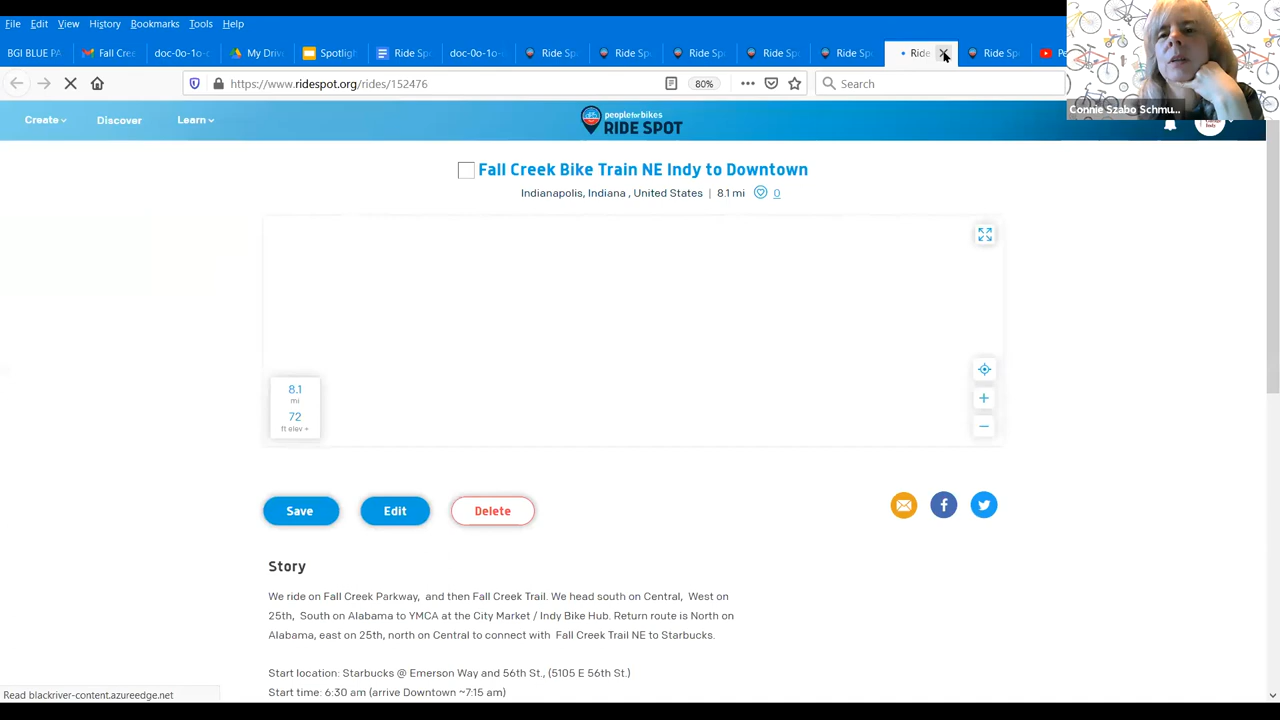 File Edit View History Bookmarks Tools Help
BGI BLUE PA Fall Cree doc-0o-1o-c My Driv Spotlig Ride Sp doc-0o-1o- Ride Sp Ride Sp Ride Sp Ride Sp Ride Sp Ride Ride Sp Pe
https://www.ridespot.org/rides/152476 80% Search
Connie Szabo Schmu...
Create Discover Learn
peopleforbikes
RIDE SPOT
Fall Creek Bike Train NE Indy to Downtown
Indianapolis, Indiana , United States | 8.1 mi 0
8.1
mi
72
ft elev +
Save Edit Delete
Story
We ride on Fall Creek Parkway, and then Fall Creek Trail. We head south on Central, West on
25th, South on Alabama to YMCA at the City Market / Indy Bike Hub. Return route is North on
Alabama, east on 25th, north on Central to connect with Fall Creek Trail NE to Starbucks.
Start location: Starbucks @ Emerson Way and 56th St., (5105 E 56th St.)
Start time: 6:30 am (arrive Downtown ~7:15 am)
Read blackriver-content.azureedge.net